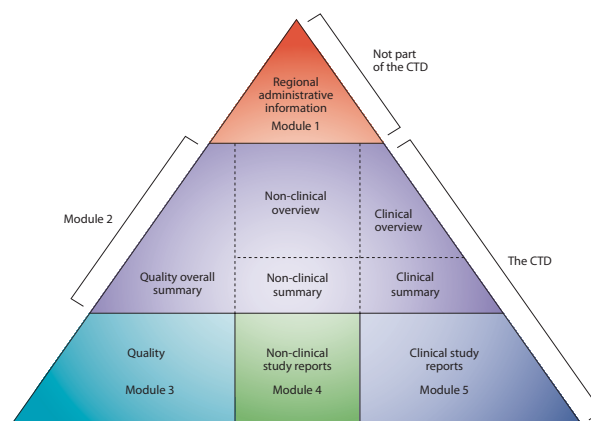 Not part
of the CTD
Regional
administrative
information
Module 1
Module 2
Non-clinical
overview
Clinical
overview
The CTD
Quality overall
summary
Non-clinical
summary
Clinical
summary
Quality
Module 3
Non-clinical
study reports
Module 4
Clinical study
reports
Module 5